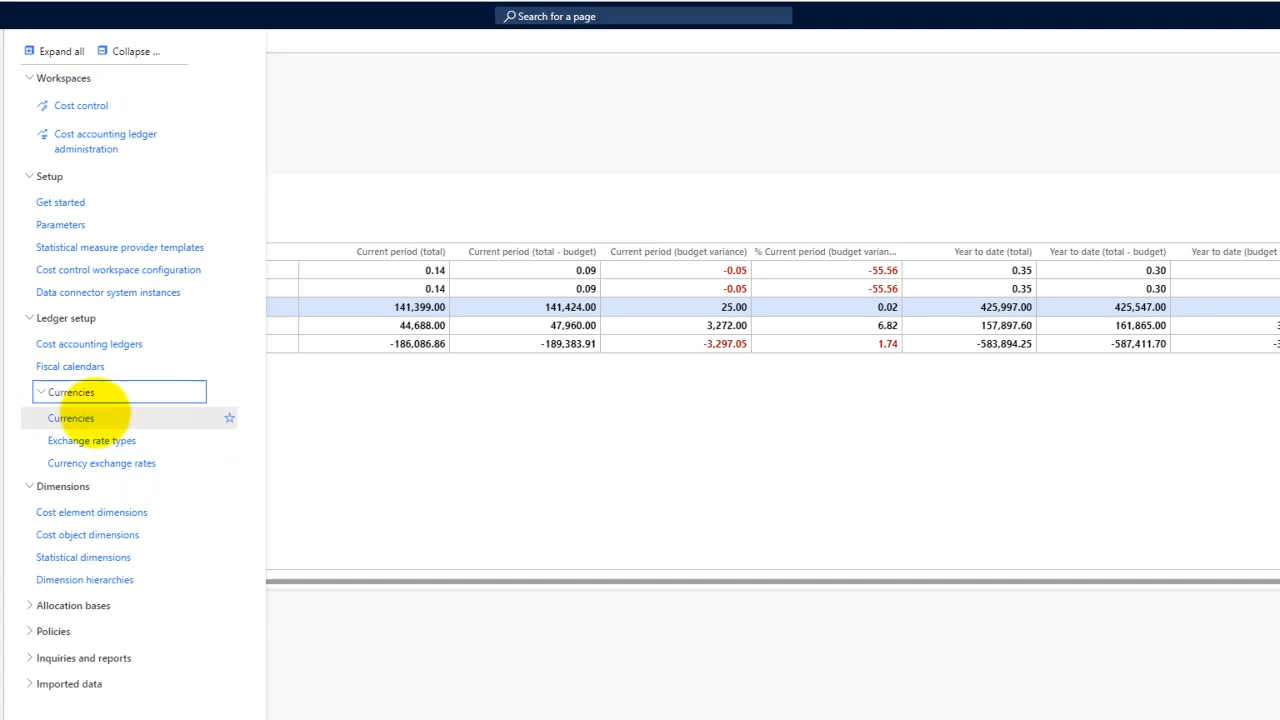 Search for a page
Expand all Collapse ...
Workspaces
Cost control
Cost accounting ledger
administration
Setup
Get started
Parameters
Statistical measure provider templates
Cost control workspace configuration
Data connector system instances
Ledger setup
Cost accounting ledgers
Fiscal calendars
Currencies
Currencies
Exchange rate types
Currency exchange rates
Dimensions
Cost element dimensions
Cost object dimensions
Statistical dimensions
Dimension hierarchies
Allocation bases
Policies
Inquiries and reports
Imported data
Current period (total) Current period (total - budget) Current period (budget variance) % Current period (budget varian... Year to date (total) Year to date (total - budget) Year to date (budget
0.14 0.09 -0.05 -55.56 0.35 0.30
0.14 0.09 -0.05 -55.56 0.35 0.30
141,399.00 141,424.00 25.00 0.02 425,997.00 425,547.00
44,688.00 47,960.00 3,272.00 6.82 157,897.60 161,865.00
-186,086.86 -189,383.91 -3,297.05 1.74 -583,894.25 -587,411.70